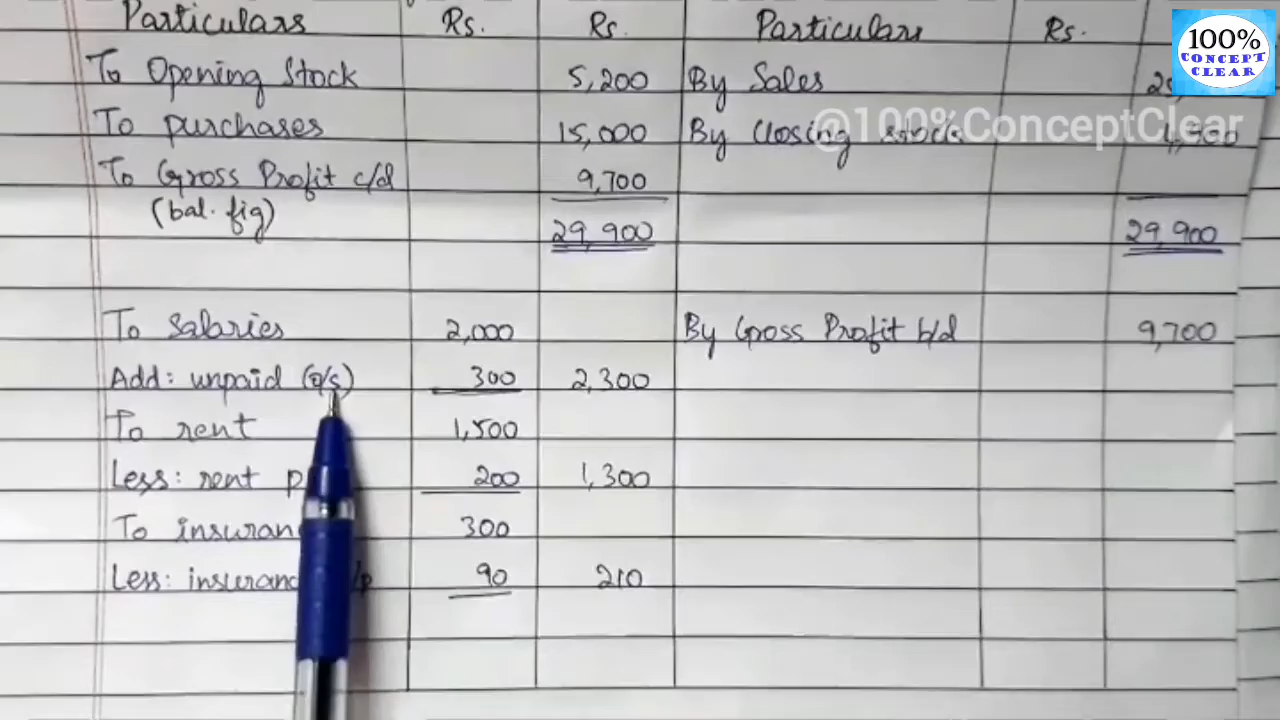 Particulars Rs. Rs. Particulars Rs.
To Opening Stock 5,200 By Sales
To purchases 15,000 By Closing stock
To Gross Profit c/d 9,700
(bal. fig)
29,900 29,900
To salaries 2,000 By Gross Profit b/d 9,700
Add: unpaid (o/s) 300 2,300
To rent 1,500
Less: rent 200 1,300
To 300
Less: 90 210
100%
CONCEPT
CLEAR
@100%ConceptClear